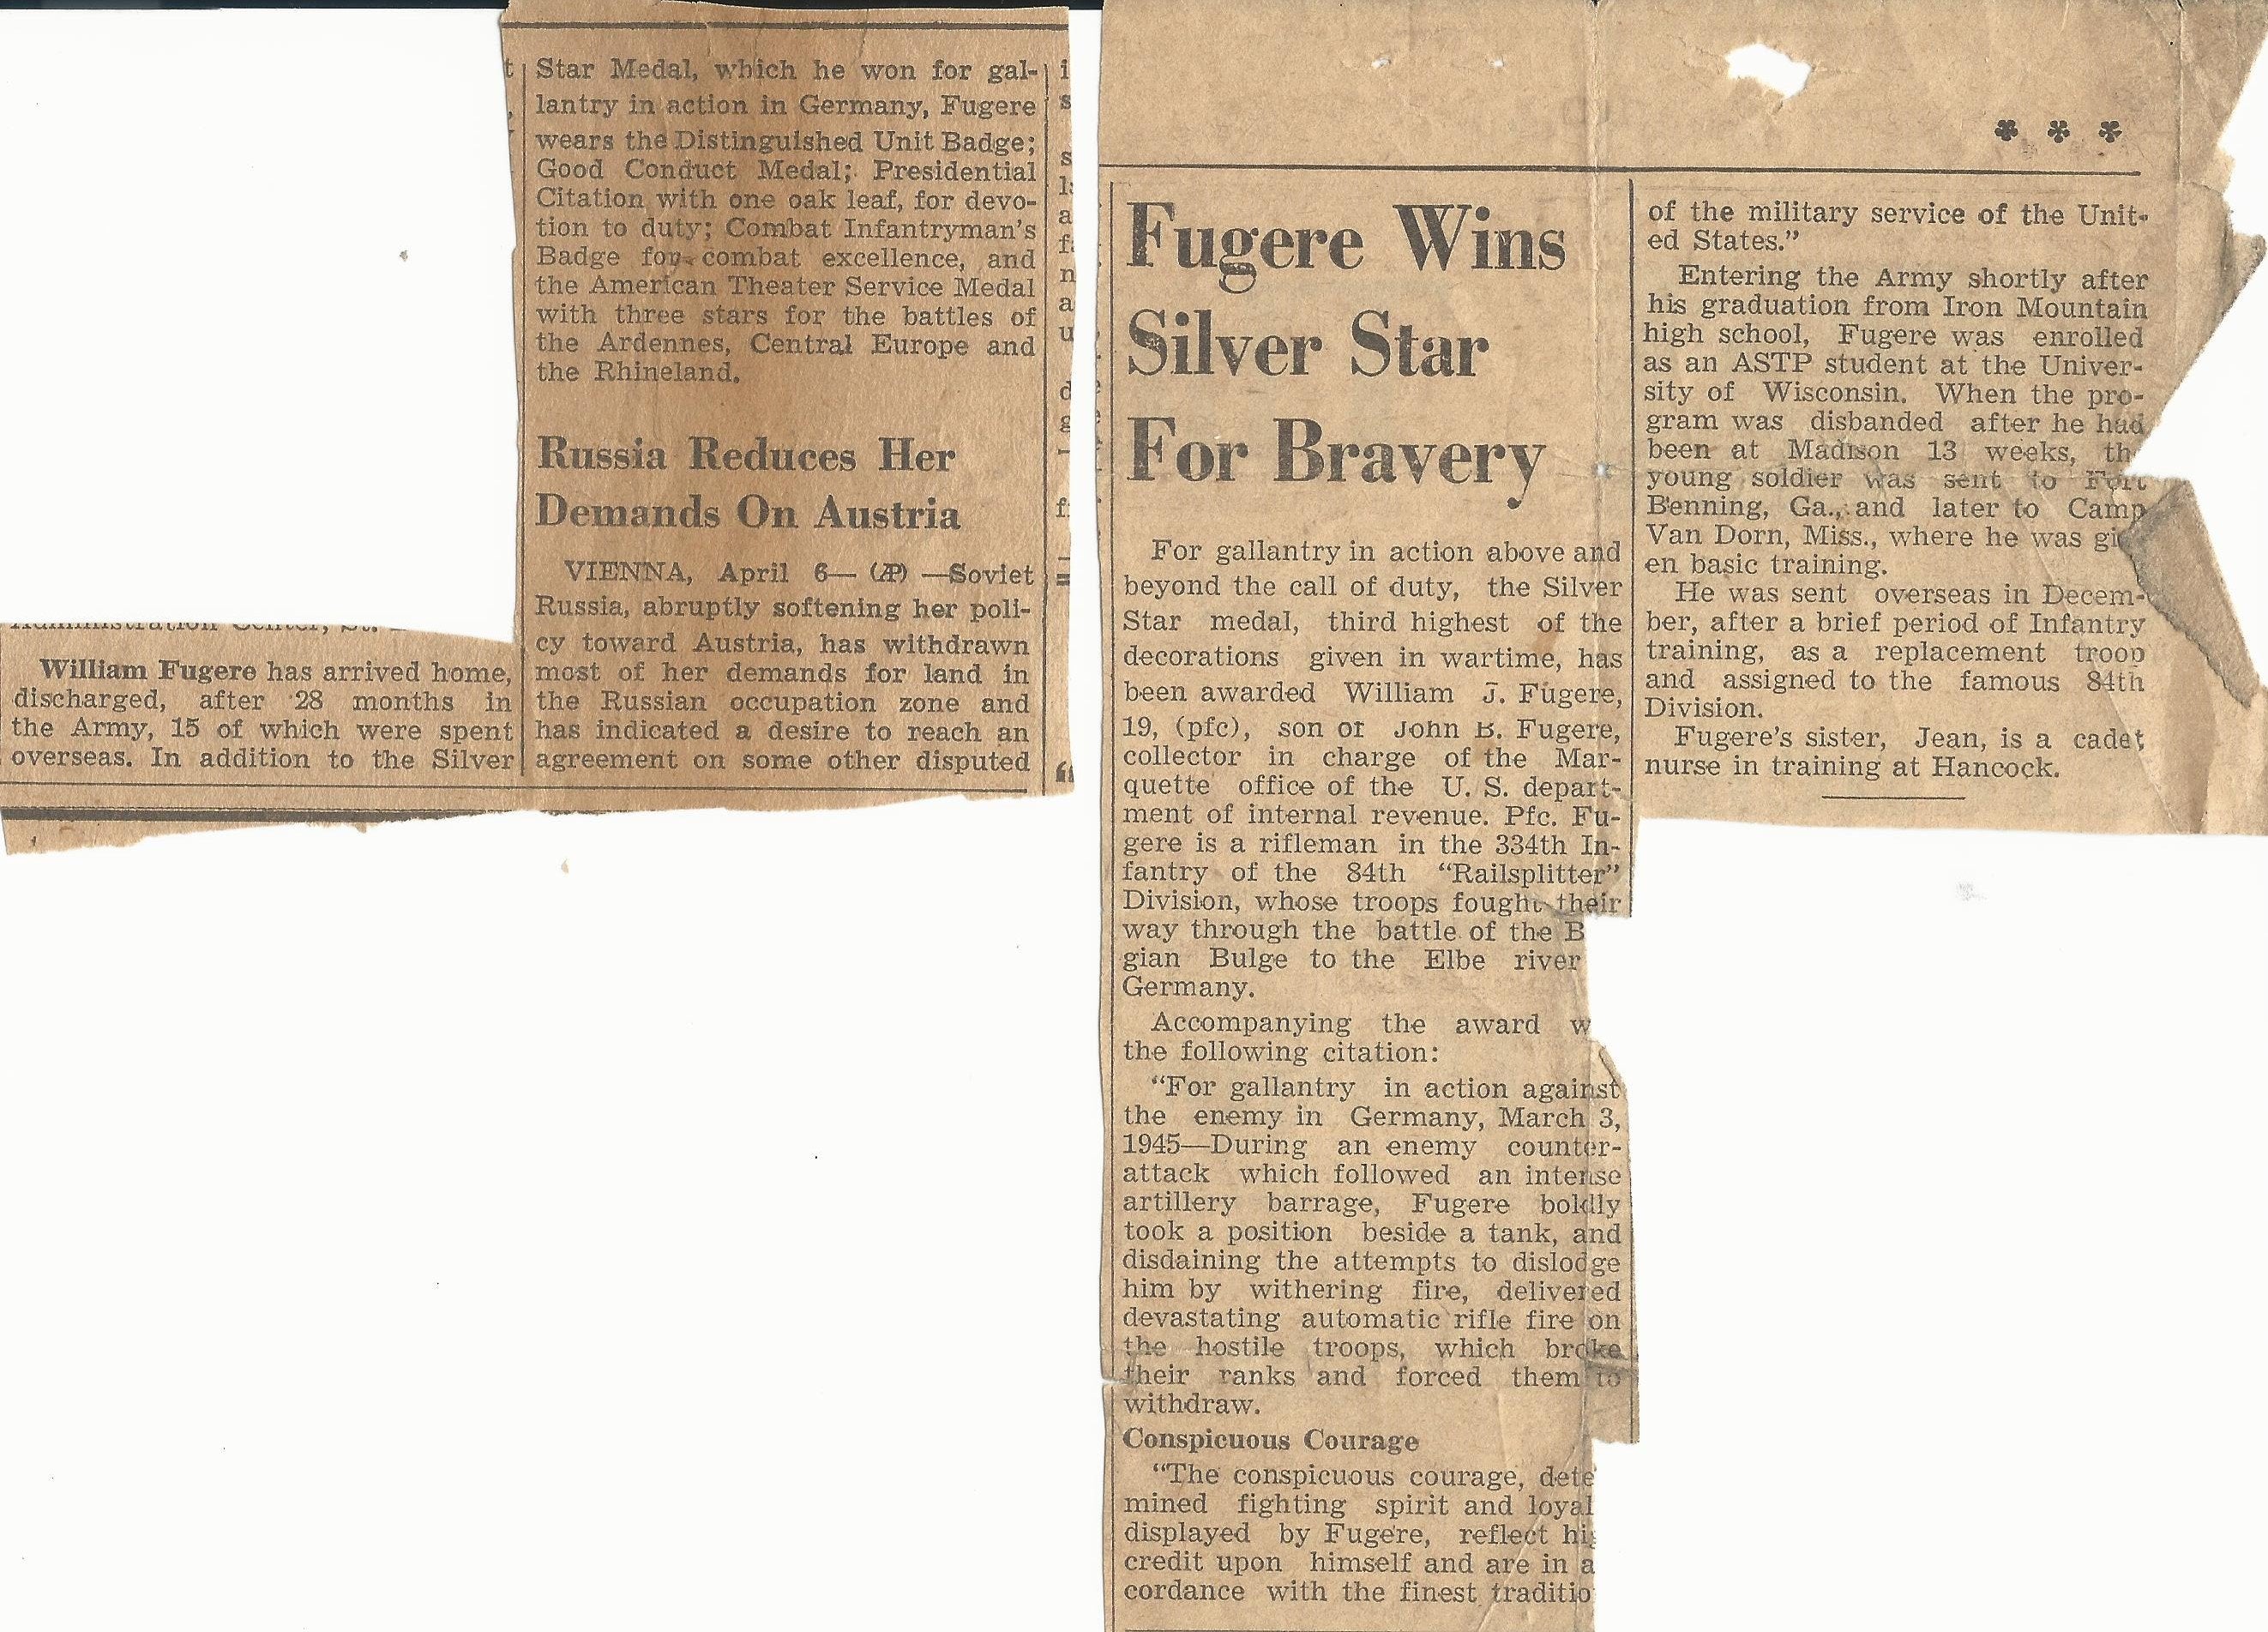 William Fugere has arrived home,
discharged, after 28 months in
the Army, 15 of which were spent
overseas. In addition to the Silver
Star Medal, which he won for gal-
lantry in action in Germany, Fugere
wears the Distinguished Unit Badge;
Good Conduct Medal; Presidential
Citation with one oak leaf, for devo-
tion to duty; Combat Infantryman's
Badge for combat excellence, and
the American Theater Service Medal
with three stars for the battles of
the Ardennes, Central Europe and
the Rhineland.
Russia Reduces Her
Demands On Austria
VIENNA, April 6— (AP) —Soviet
Russia, abruptly softening her poli-
cy toward Austria, has withdrawn
most of her demands for land in
the Russian occupation zone and
has indicated a desire to reach an
agreement on some other disputed
* * *
Fugere Wins
Silver Star
For Bravery
For gallantry in action above and
beyond the call of duty, the Silver
Star medal, third highest of the
decorations given in wartime, has
been awarded William J. Fugere,
19, (pfc), son of John B. Fugere,
collector in charge of the Mar-
quette office of the U. S. depart-
ment of internal revenue. Pfc. Fu-
gere is a rifleman in the 334th In-
fantry of the 84th “Railsplitter”
Division, whose troops fought their
way through the battle of the B
gian Bulge to the Elbe river
Germany.
Accompanying the award w
the following citation:
“For gallantry in action against
the enemy in Germany, March 3,
1945—During an enemy counter-
attack which followed an intense
artillery barrage, Fugere boldly
took a position beside a tank, and
disdaining the attempts to dislodge
him by withering fire, delivered
devastating automatic rifle fire on
the hostile troops, which broke
their ranks and forced them to
withdraw.
Conspicuous Courage
“The conspicuous courage, dete
mined fighting spirit and loyal
displayed by Fugere, reflect hi
credit upon himself and are in a
cordance with the finest traditio
of the military service of the Unit-
ed States.”
Entering the Army shortly after
his graduation from Iron Mountain
high school, Fugere was enrolled
as an ASTP student at the Univer-
sity of Wisconsin. When the pro-
gram was disbanded after he had
been at Madison 13 weeks, th
young soldier was sent to Fort
Benning, Ga., and later to Camp
Van Dorn, Miss., where he was gi
en basic training.
He was sent overseas in Decem-
ber, after a brief period of Infantry
training, as a replacement troop
and assigned to the famous 84th
Division.
Fugere's sister, Jean, is a cadet
nurse in training at Hancock.